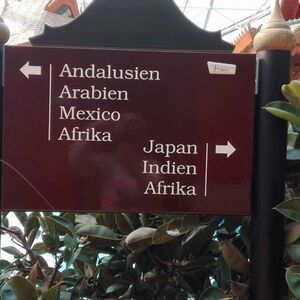 Andalusien
Arabien
Mexico
Afrika
Japan
Indien
Afrika